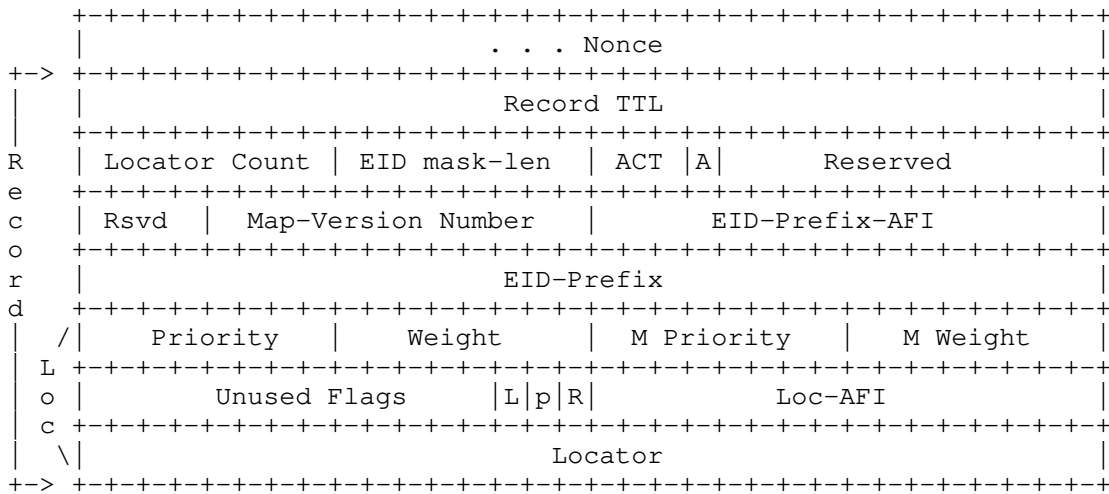 +-+-+-+-+-+-+-+-+-+-+-+-+-+-+-+-+-+-+-+-+-+-+-+-+-+-+-+-+-+-+-+-+
| . . . Nonce |
+-> +-+-+-+-+-+-+-+-+-+-+-+-+-+-+-+-+-+-+-+-+-+-+-+-+-+-+-+-+-+-+-+-+
| | Record TTL |
| +-+-+-+-+-+-+-+-+-+-+-+-+-+-+-+-+-+-+-+-+-+-+-+-+-+-+-+-+-+-+-+-+
R | Locator Count | EID mask-len | ACT |A| Reserved |
e +-+-+-+-+-+-+-+-+-+-+-+-+-+-+-+-+-+-+-+-+-+-+-+-+-+-+-+-+-+-+-+-+
c | Rsvd | Map-Version Number | EID-Prefix-AFI |
o +-+-+-+-+-+-+-+-+-+-+-+-+-+-+-+-+-+-+-+-+-+-+-+-+-+-+-+-+-+-+-+-+
r | EID-Prefix |
d +-+-+-+-+-+-+-+-+-+-+-+-+-+-+-+-+-+-+-+-+-+-+-+-+-+-+-+-+-+-+-+-+
| /| Priority | Weight | M Priority | M Weight |
| L +-+-+-+-+-+-+-+-+-+-+-+-+-+-+-+-+-+-+-+-+-+-+-+-+-+-+-+-+-+-+-+-+
| o | Unused Flags |L|p|R| Loc-AFI |
| c +-+-+-+-+-+-+-+-+-+-+-+-+-+-+-+-+-+-+-+-+-+-+-+-+-+-+-+-+-+-+-+-+
| \| Locator |
+-> +-+-+-+-+-+-+-+-+-+-+-+-+-+-+-+-+-+-+-+-+-+-+-+-+-+-+-+-+-+-+-+-+